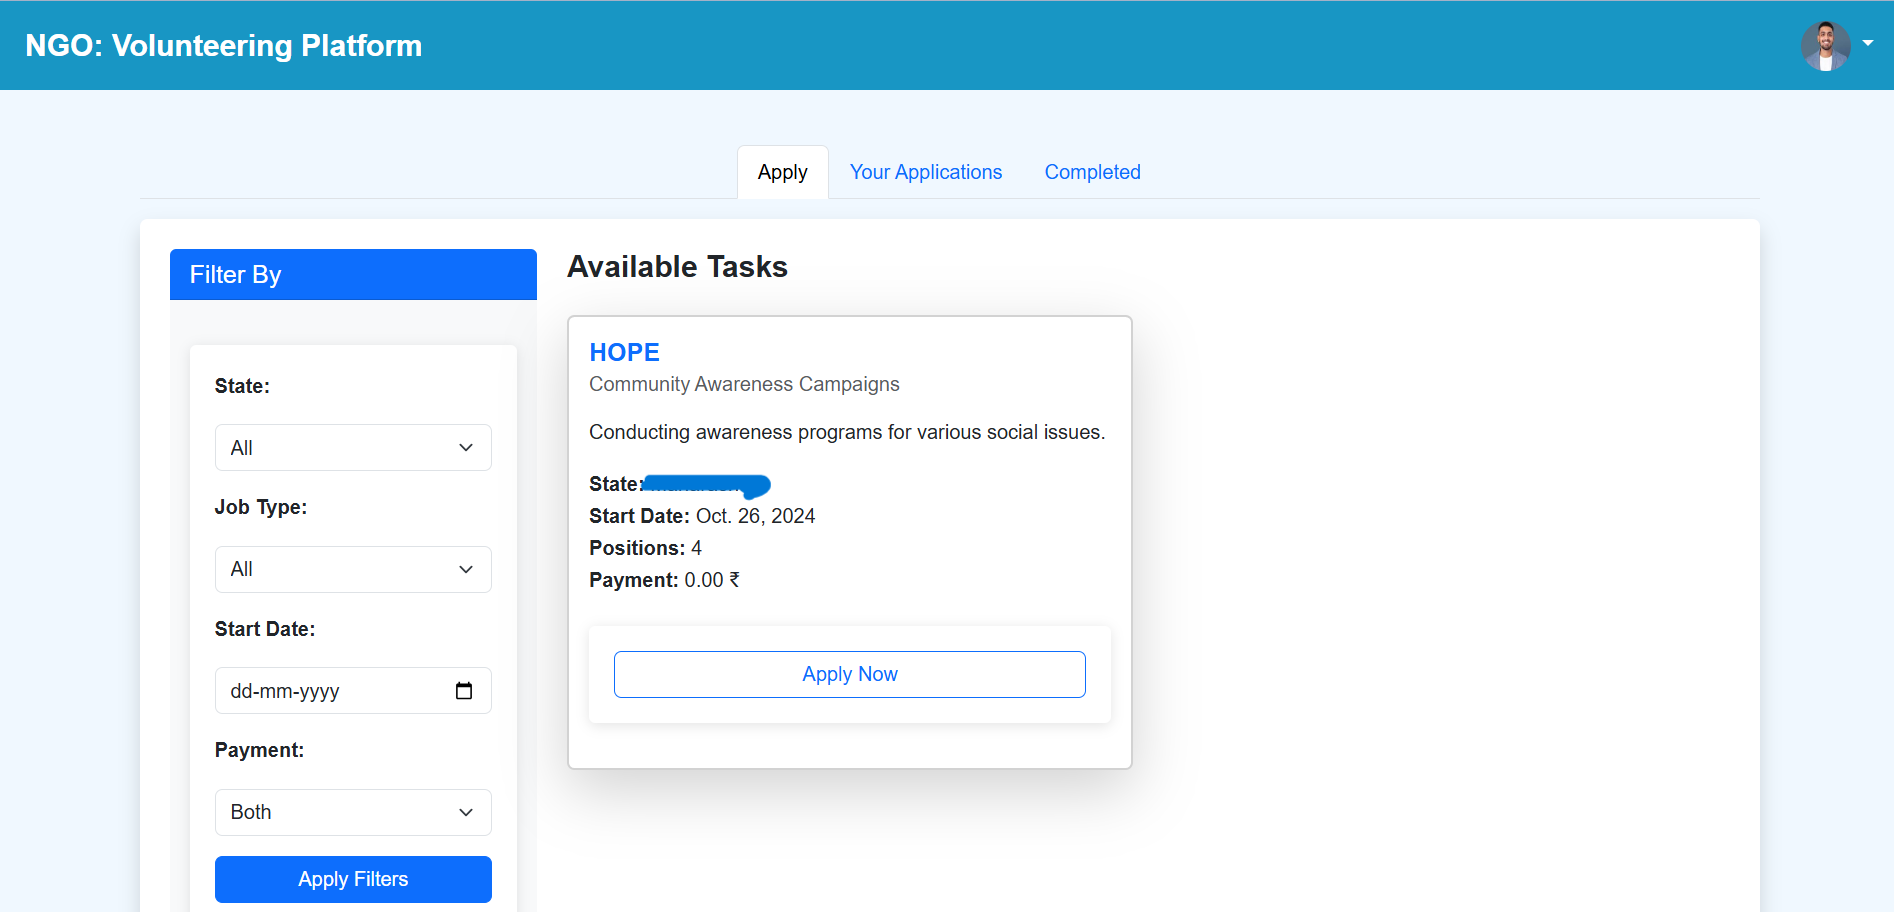 NGO: Volunteering Platform
Apply
Your Applications
Completed
Filter By
State:
All
Job Type:
All
Start Date:
dd-mm-yyyy
Payment:
Both
Apply Filters
Available Tasks
HOPE
Community Awareness Campaigns
Conducting awareness programs for various social issues.
State:
Start Date: Oct. 26, 2024
Positions: 4
Payment: 0.00 ₹
Apply Now